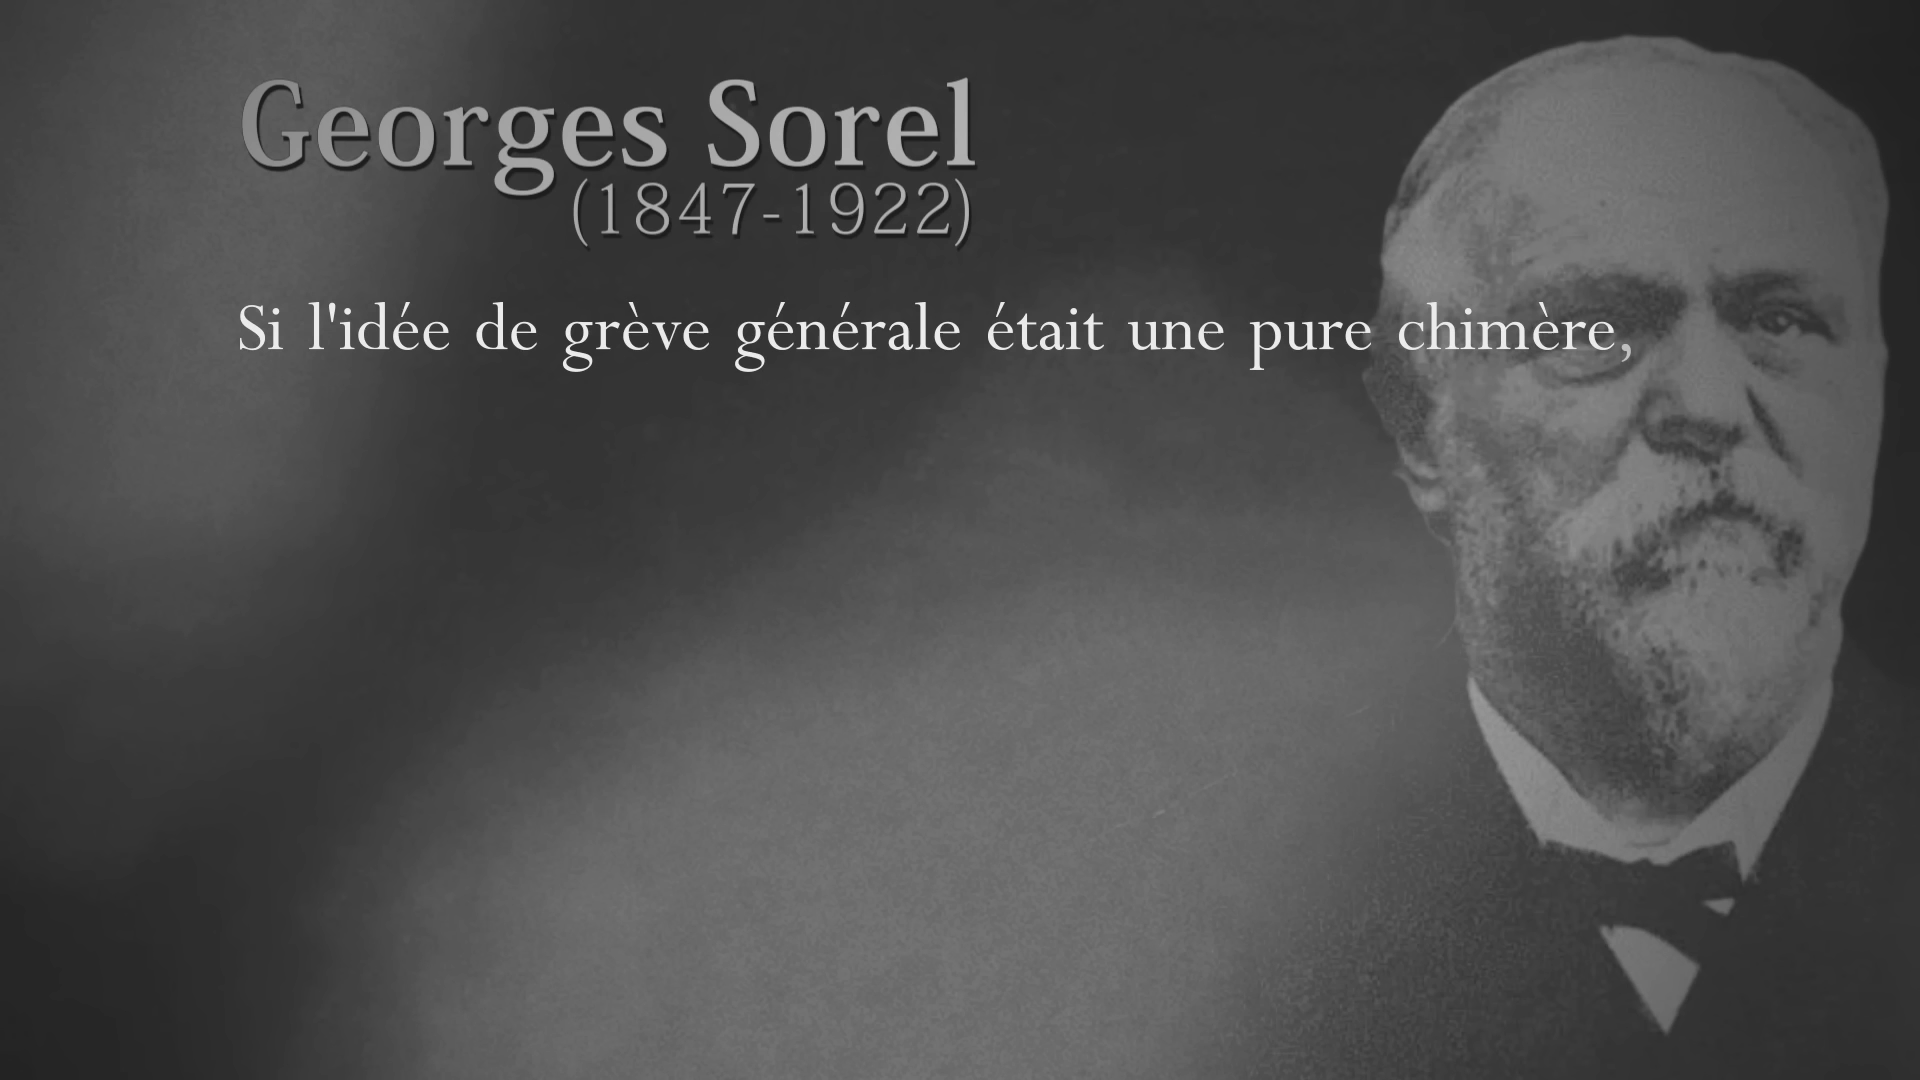 Georges Sorel
(1847-1922)
Si l'idée de grève générale était une pure chimère,